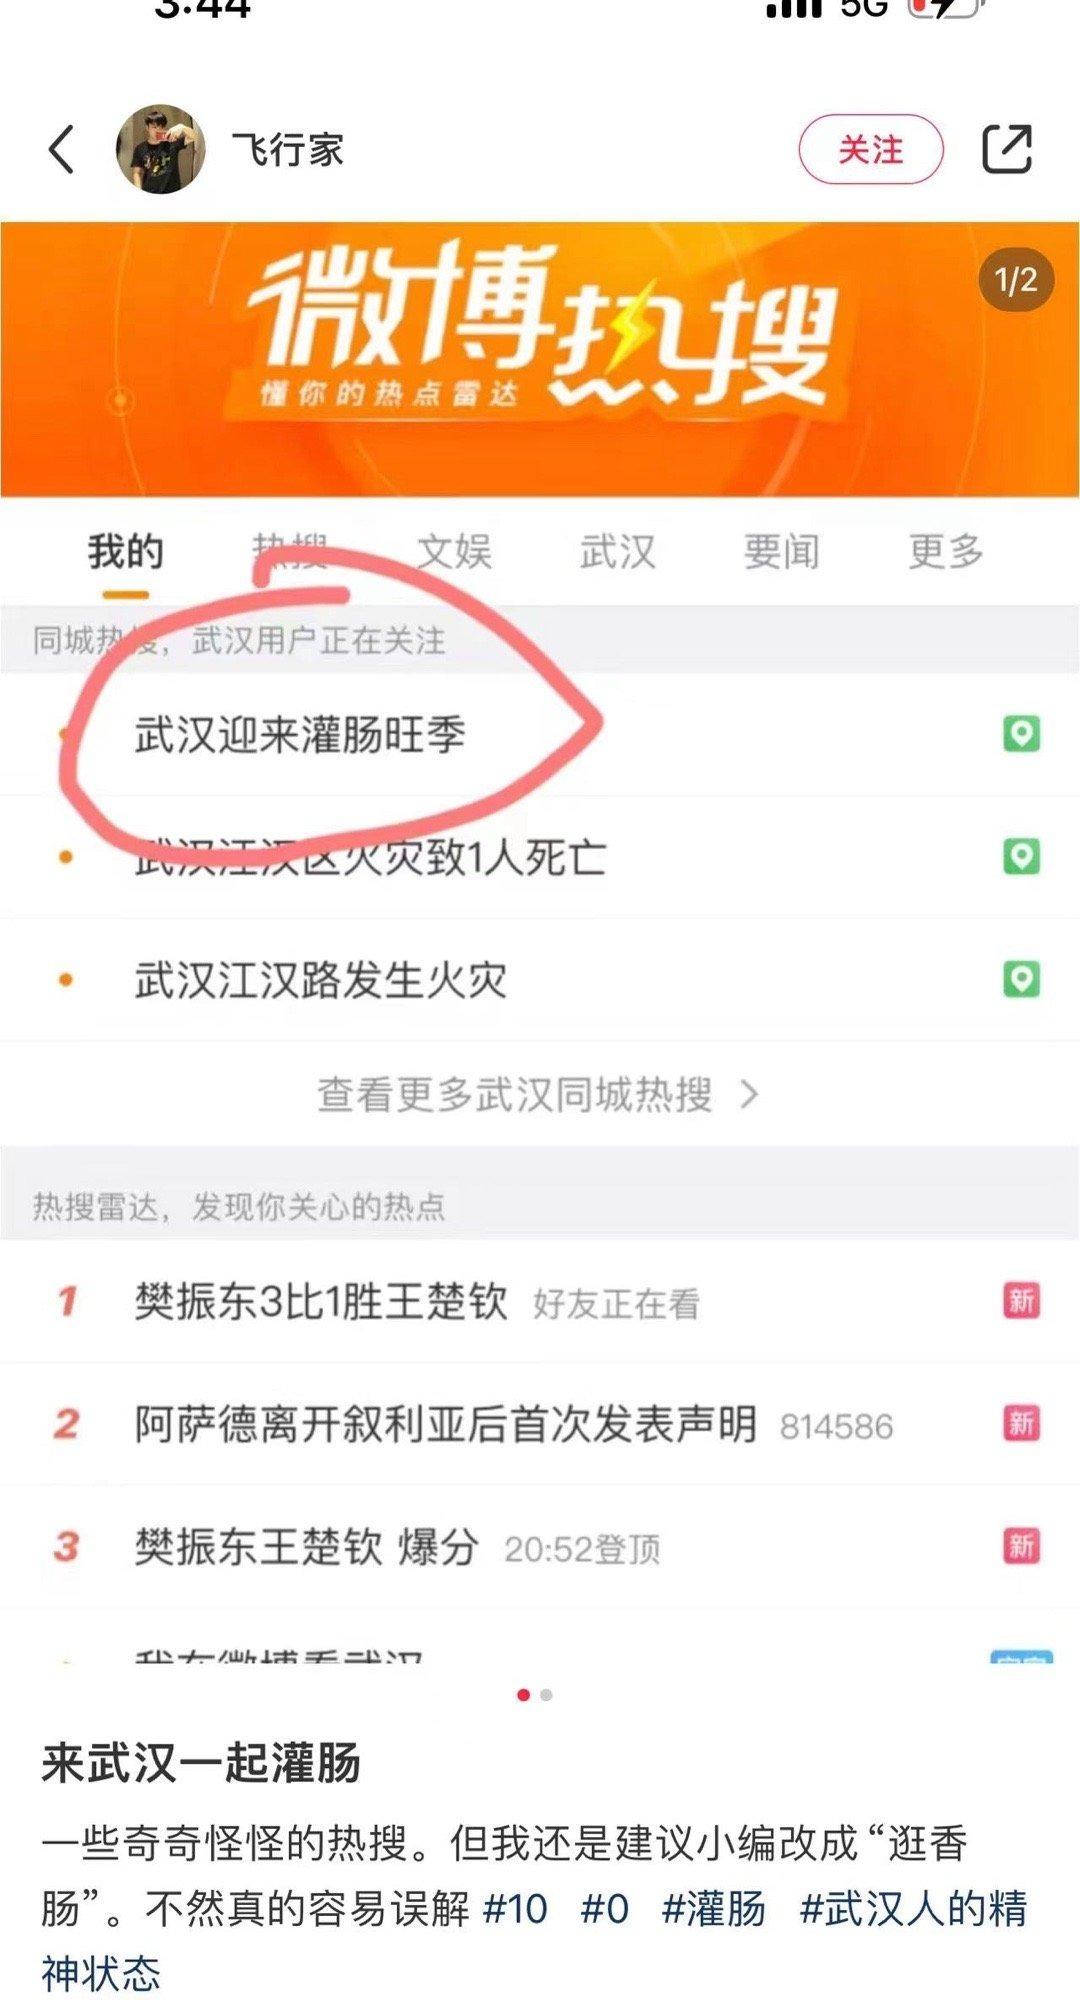 3:44
5G
飞行家
关注
微博热搜
懂你的热点雷达
1/2
我的 热搜 文娱 武汉 要闻 更多
同城热搜，武汉用户正在关注
武汉迎来灌肠旺季
武汉江汉区火灾致1人死亡
武汉江汉路发生火灾
查看更多武汉同城热搜 >
热搜雷达，发现你关心的热点
1 樊振东3比1胜王楚钦 好友正在看 新
2 阿萨德离开叙利亚后首次发表声明 814586 新
3 樊振东王楚钦 爆分 20:52登顶 新
我在微博看武汉
来武汉一起灌肠
一些奇奇怪怪的热搜。但我还是建议小编改成“逛香
肠”。不然真的容易误解 #10 #0 #灌肠 #武汉人的精
神状态